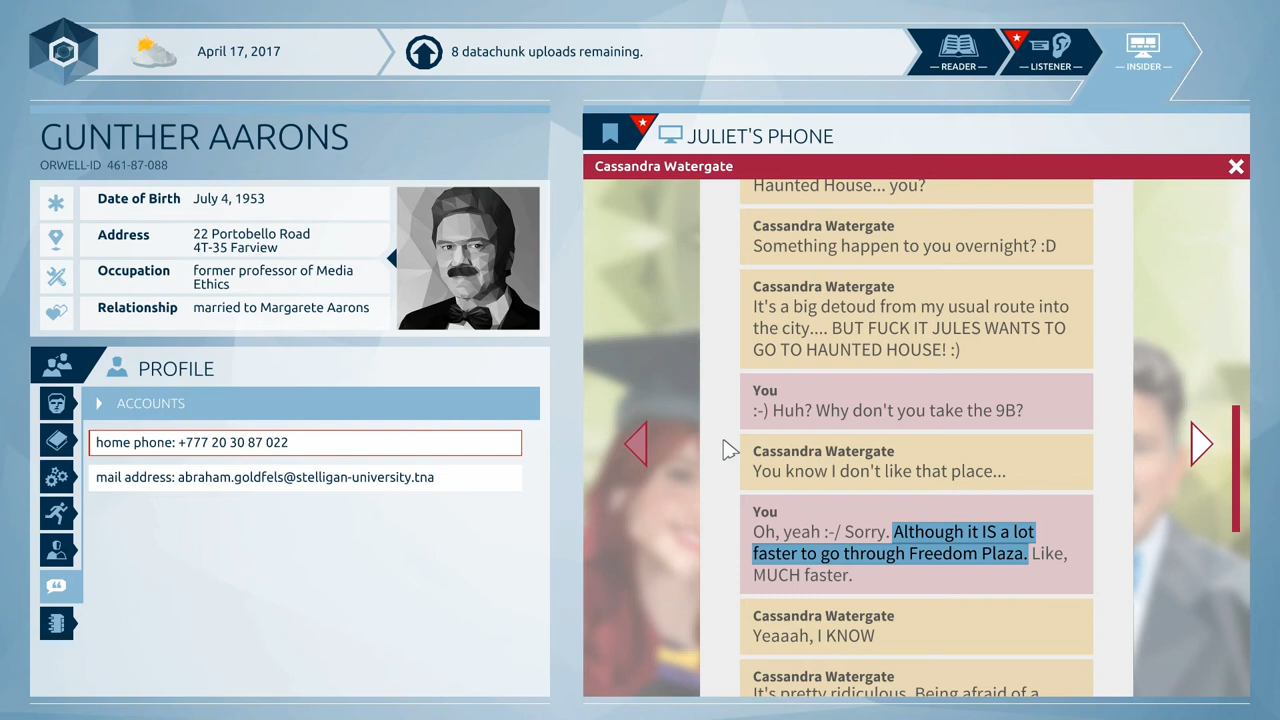 April 17, 2017
8 datachunk uploads remaining.
— READER —
— LISTENER —
— INSIDER —
GUNTHER AARONS
ORWELL-ID 461-87-088
Date of Birth July 4, 1953
Address 22 Portobello Road
4T-35 Farview
Occupation former professor of Media
Ethics
Relationship married to Margarete Aarons
PROFILE
ACCOUNTS
home phone: +777 20 30 87 022
mail address: abraham.goldfels@stelligan-university.tna
JULIET'S PHONE
Cassandra Watergate
Haunted House... you?
Cassandra Watergate
Something happen to you overnight? :D
Cassandra Watergate
It's a big detoud from my usual route into
the city.... BUT FUCK IT JULES WANTS TO
GO TO HAUNTED HOUSE! :)
You
:-) Huh? Why don't you take the 9B?
Cassandra Watergate
You know I don't like that place...
You
Oh, yeah :-/ Sorry. Although it IS a lot
faster to go through Freedom Plaza. Like,
MUCH faster.
Cassandra Watergate
Yeaaah, I KNOW
Cassandra Watergate
It's pretty ridiculous. Being afraid of a